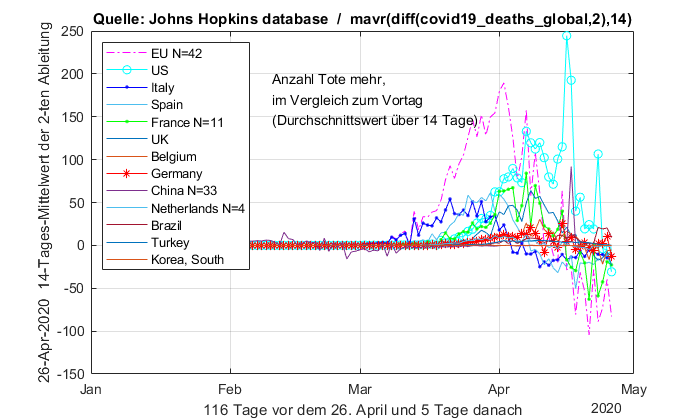 Quelle: Johns Hopkins database / mavr(diff(covid19_deaths_global,2),14)
26-Apr-2020 14-Tages-Mittelwert der 2-ten Ableitung
250
200
150
100
50
0
-50
-100
-150
EU N=42
US
Italy
Spain
France N=11
UK
Belgium
Germany
China N=33
Netherlands N=4
Brazil
Turkey
Korea, South
Anzahl Tote mehr,
im Vergleich zum Vortag
(Durchschnittswert über 14 Tage)
Jan Feb Mar Apr May
116 Tage vor dem 26. April und 5 Tage danach
2020